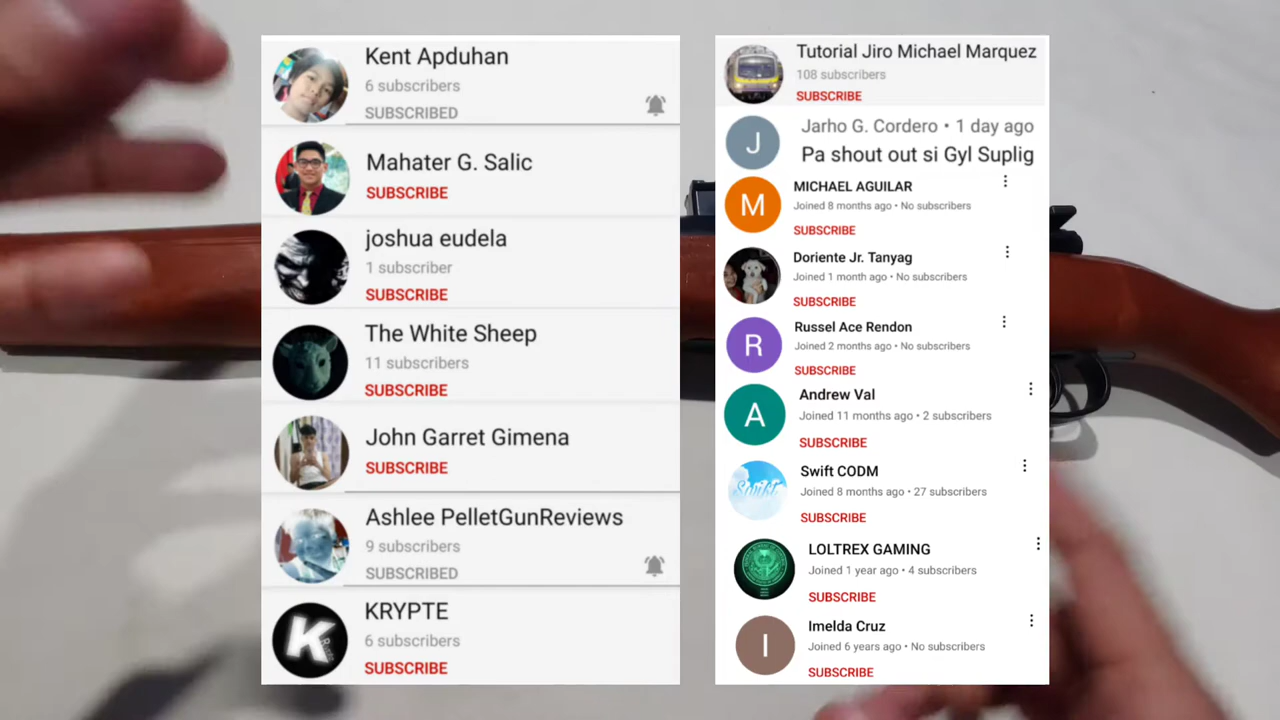 Kent Apduhan
6 subscribers
SUBSCRIBED
Mahater G. Salic
SUBSCRIBE
joshua eudela
1 subscriber
SUBSCRIBE
The White Sheep
11 subscribers
SUBSCRIBE
John Garret Gimena
SUBSCRIBE
Ashlee PelletGunReviews
9 subscribers
SUBSCRIBED
K
KRYPTE
6 subscribers
SUBSCRIBE
Tutorial Jiro Michael Marquez
108 subscribers
SUBSCRIBE
J
Jarho G. Cordero • 1 day ago
Pa shout out si Gyl Suplig
M
MICHAEL AGUILAR
Joined 8 months ago • No subscribers
SUBSCRIBE
Doriente Jr. Tanyag
Joined 1 month ago • No subscribers
SUBSCRIBE
R
Russel Ace Rendon
Joined 2 months ago • No subscribers
SUBSCRIBE
A
Andrew Val
Joined 11 months ago • 2 subscribers
SUBSCRIBE
Swift
Swift CODM
Joined 8 months ago • 27 subscribers
SUBSCRIBE
LOLTREX GAMING
Joined 1 year ago • 4 subscribers
SUBSCRIBE
I
Imelda Cruz
Joined 6 years ago • No subscribers
SUBSCRIBE